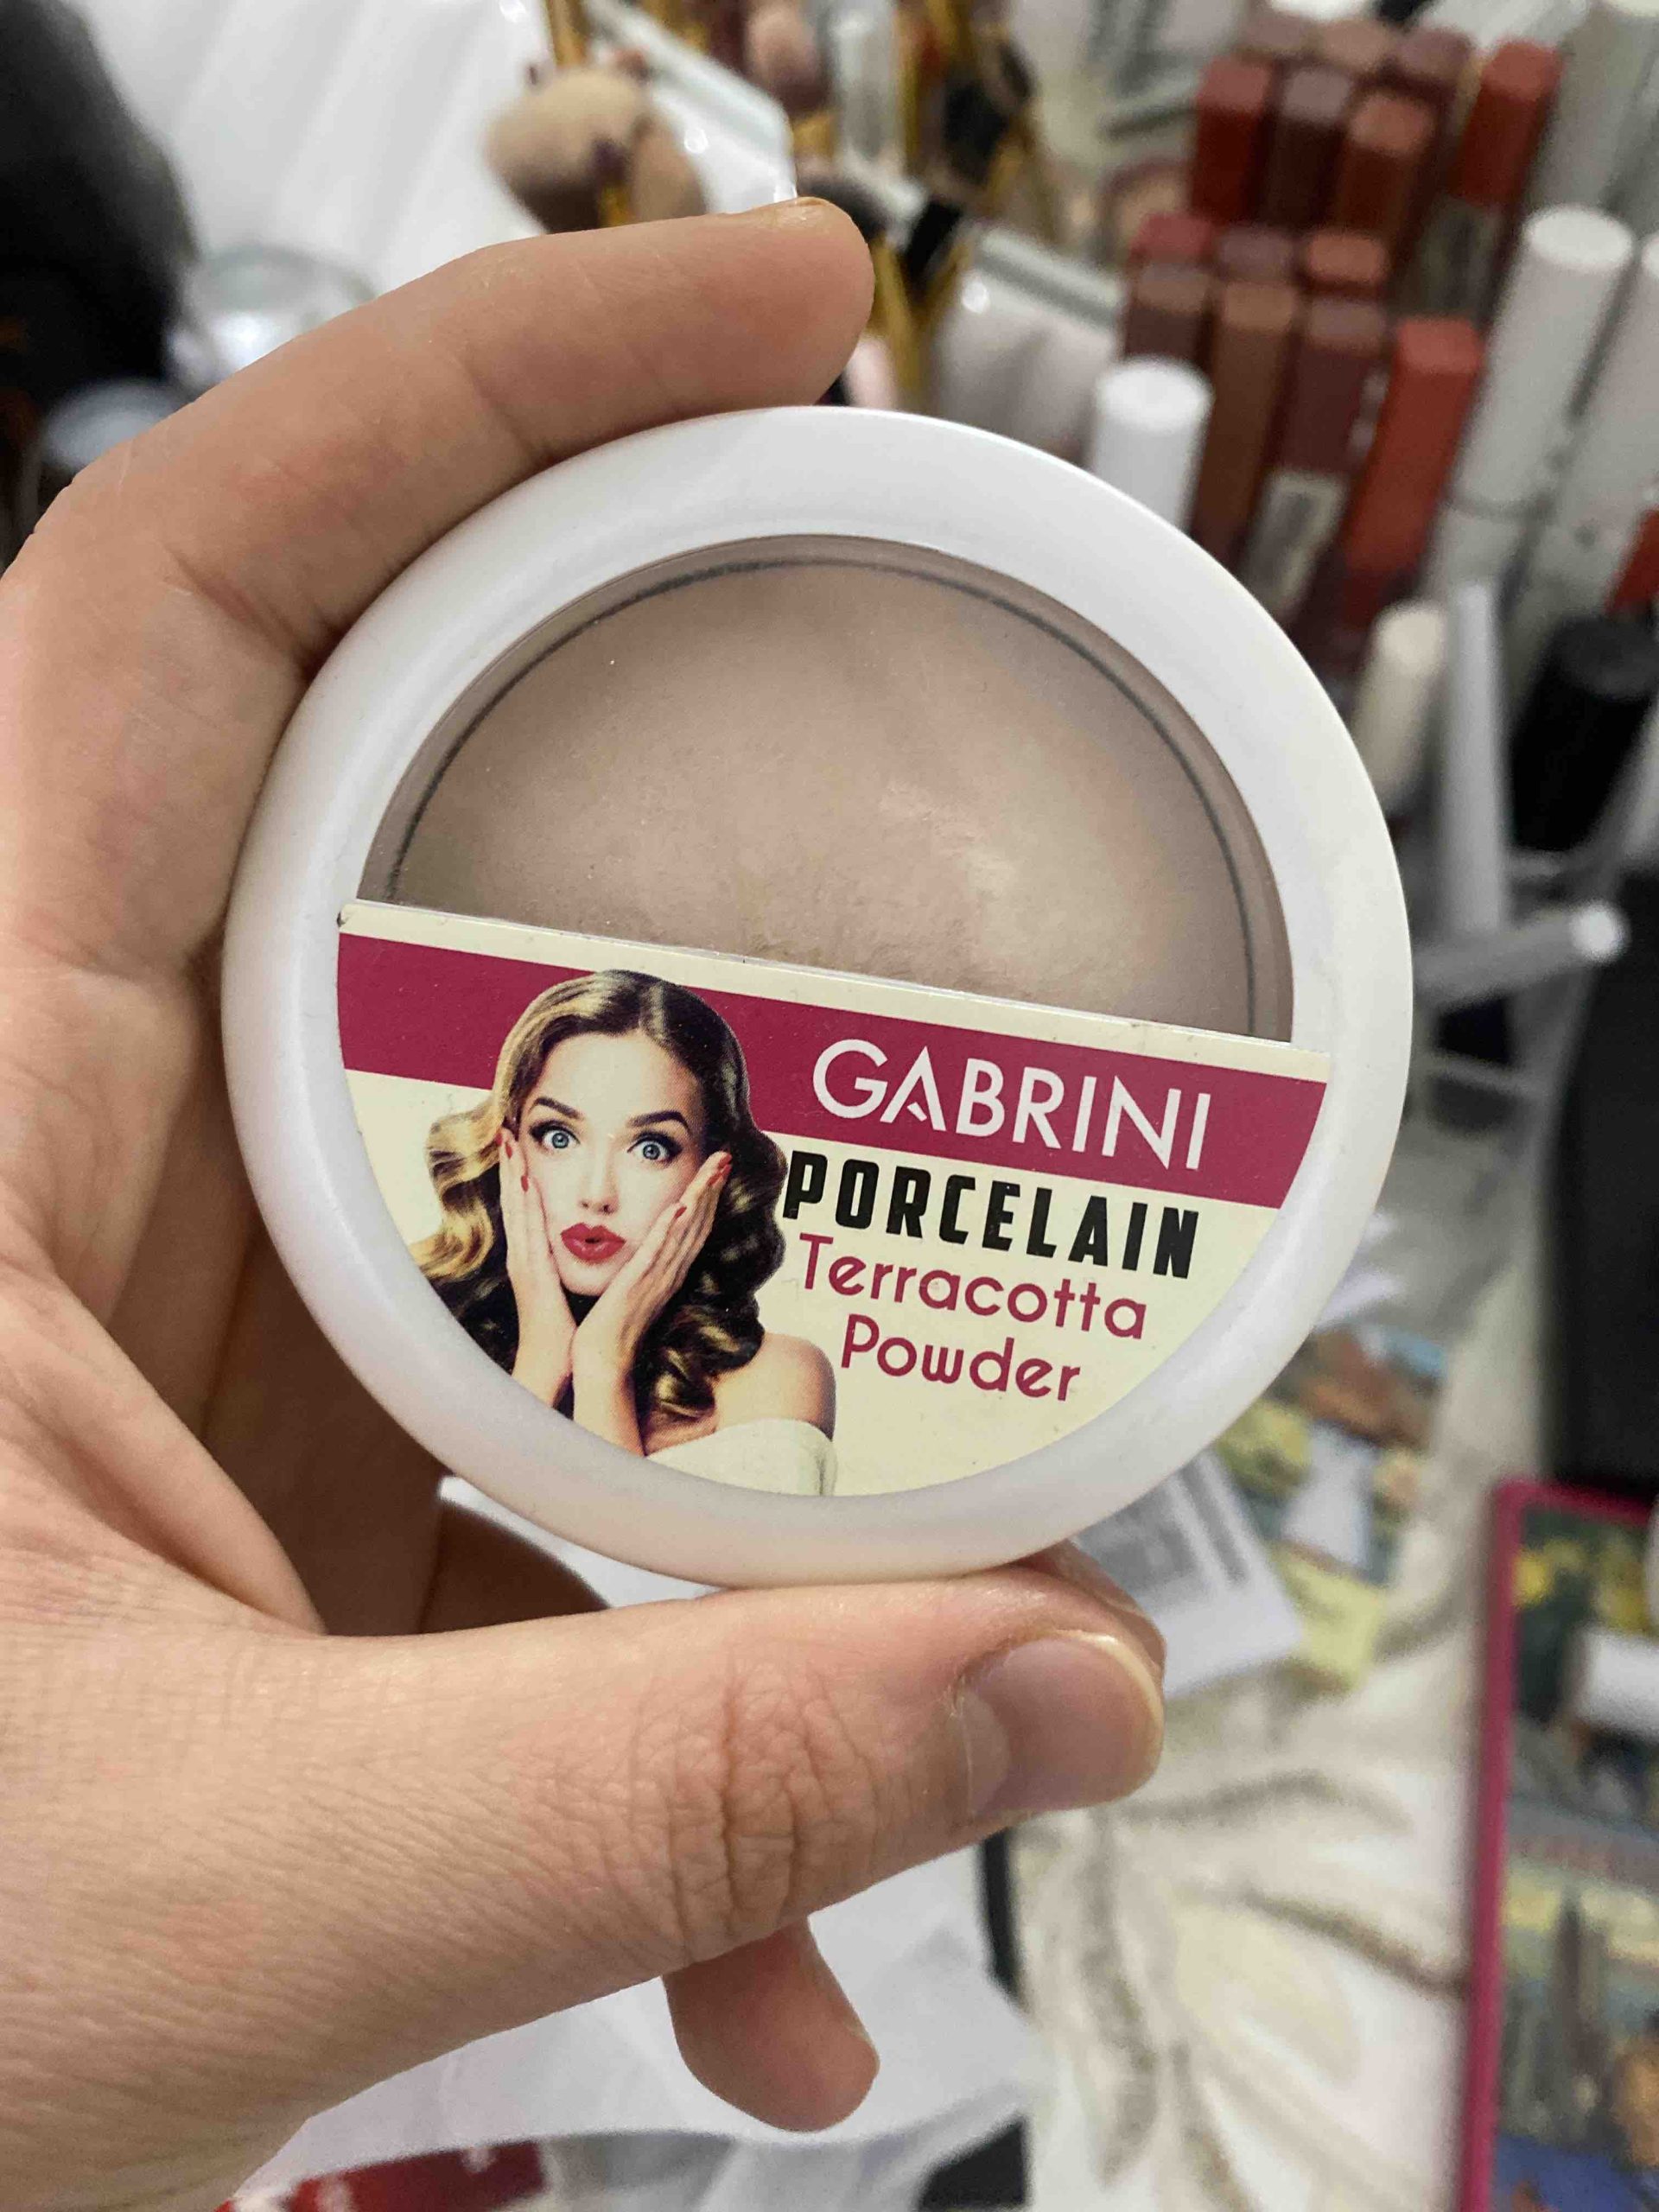 GABRINI
PORCELAIN
Terracotta
Powder